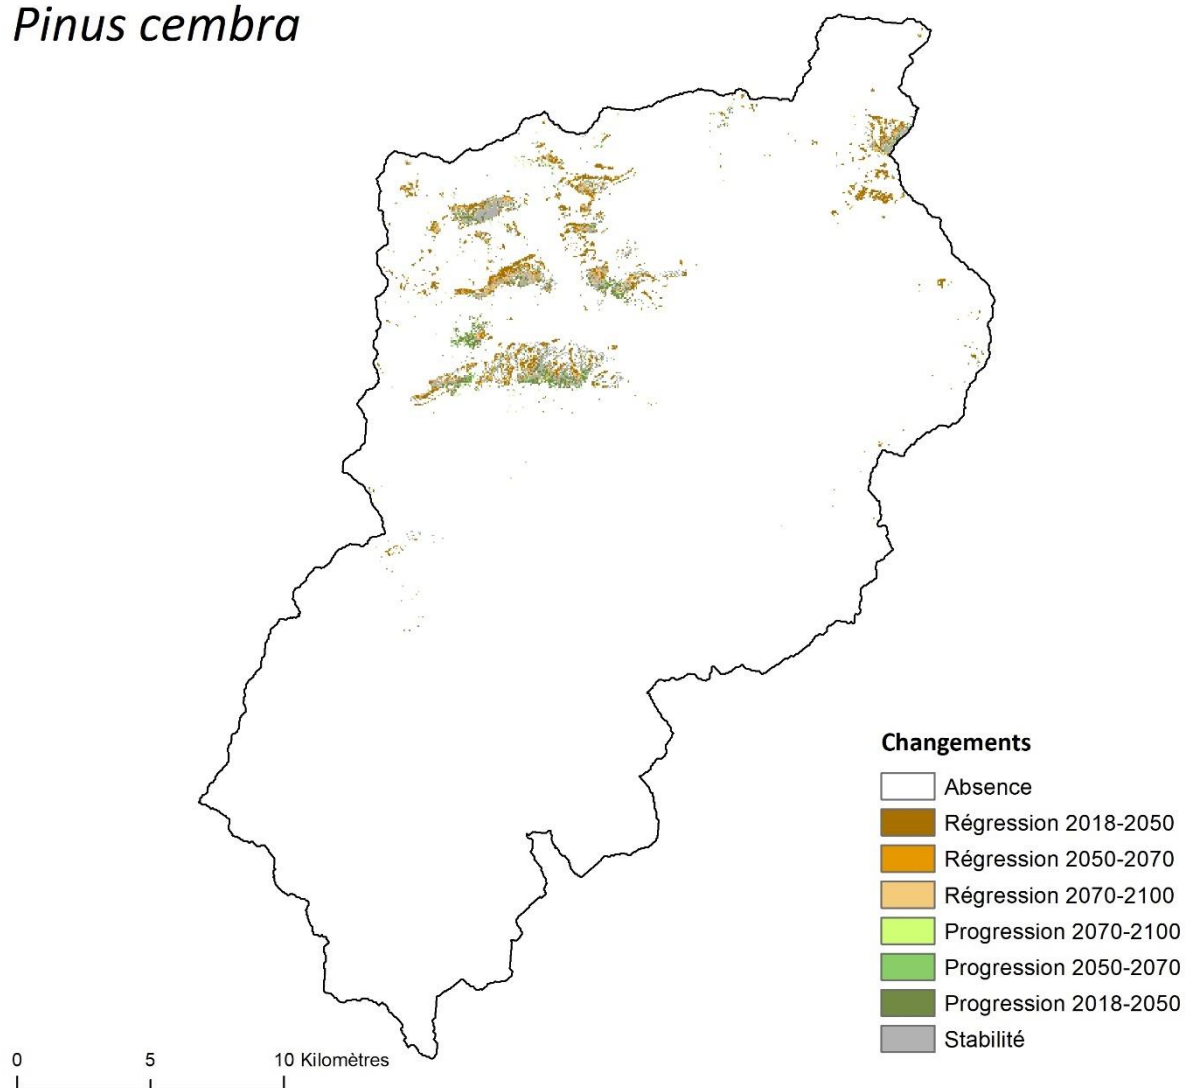 Pinus cembra
Changements
Absence
Régression 2018-2050
Régression 2050-2070
Régression 2070-2100
Progression 2070-2100
Progression 2050-2070
Progression 2018-2050
Stabilité
0 5 10 Kilomètres